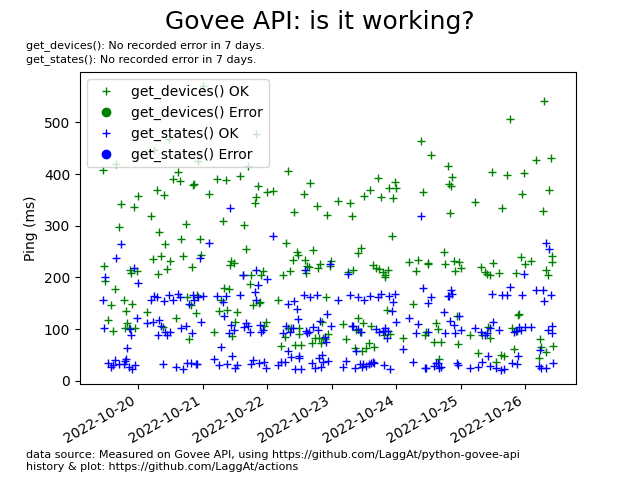 Govee API: is it working?
get_devices(): No recorded error in 7 days.
get_states(): No recorded error in 7 days.
get_devices() OK
get_devices() Error
get_states() OK
get_states() Error
Ping (ms)
500
400
300
200
100
0
2022-10-20
2022-10-21
2022-10-22
2022-10-23
2022-10-24
2022-10-25
2022-10-26
data source: Measured on Govee API, using https://github.com/LaggAt/python-govee-api
history & plot: https://github.com/LaggAt/actions